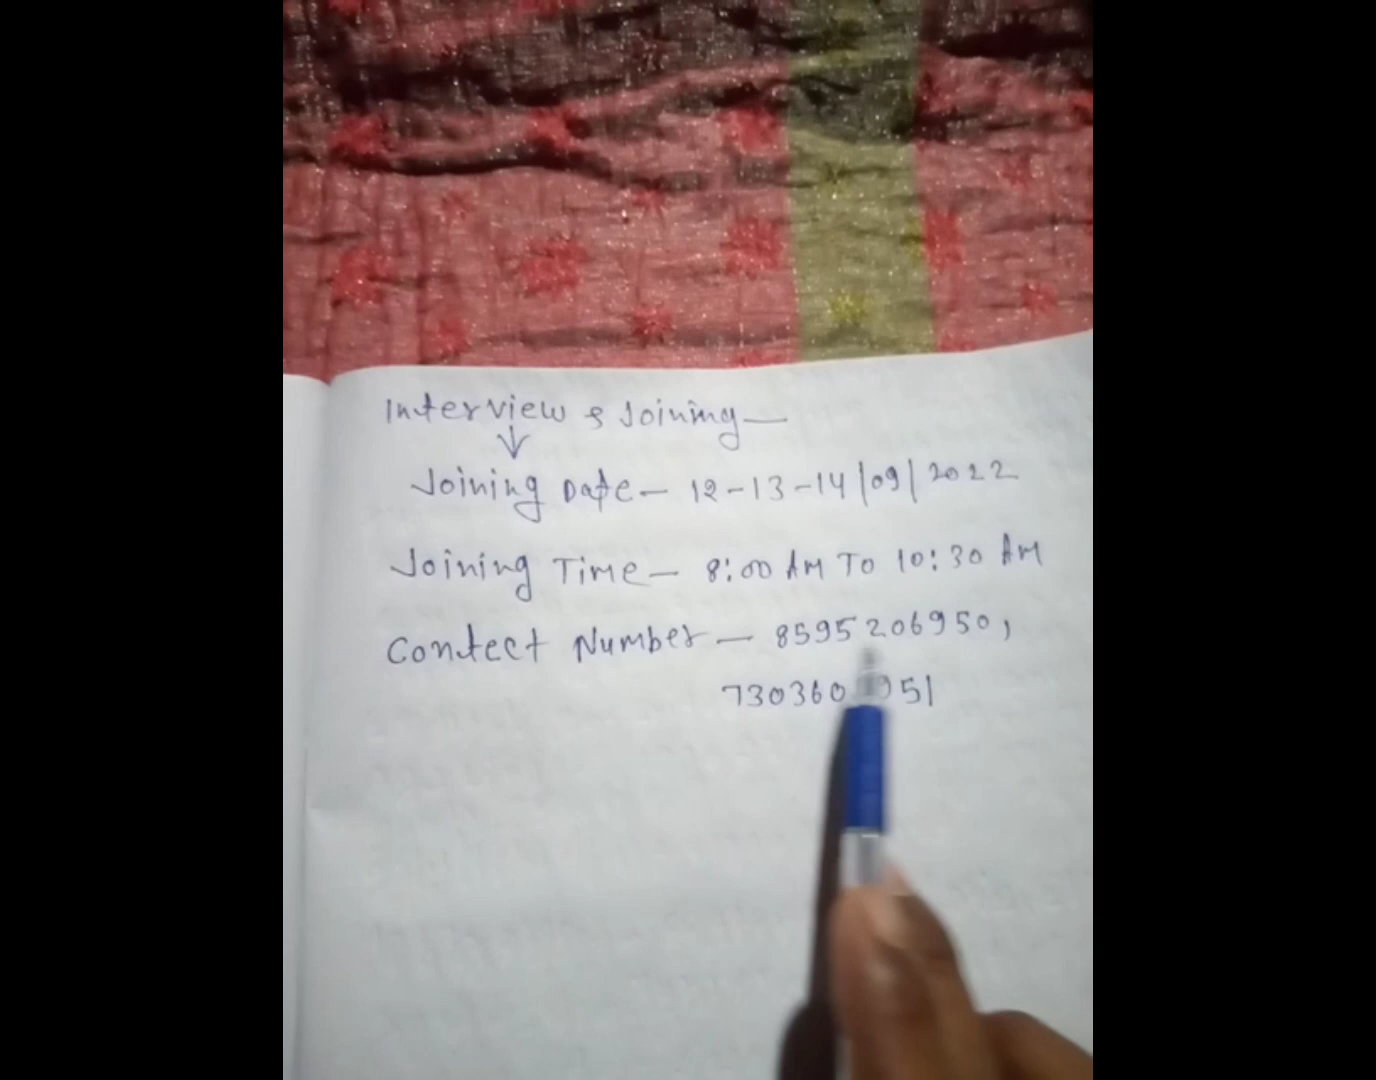 Interview & Joining—
Joining Date— 12-13-14/09/2022
Joining Time— 8:00 AM To 10:30 AM
Contect Number— 8595206950,